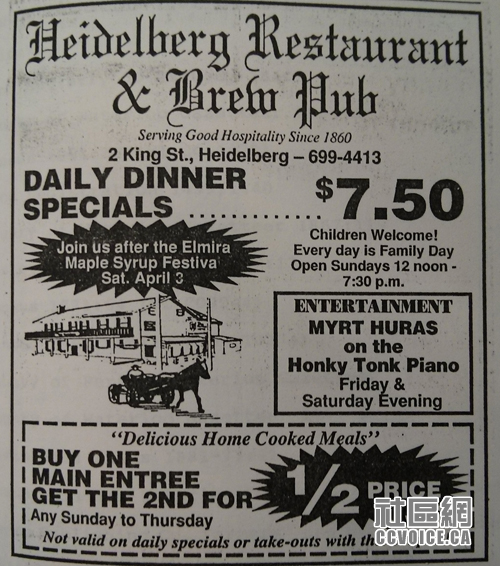 Heidelberg Restaurant
& Brew Pub
Serving Good Hospitality Since 1860
2 King St., Heidelberg – 699-4413
DAILY DINNER
SPECIALS .............. $7.50
Join us after the Elmira
Maple Syrup Festiva
Sat. April 3
Children Welcome!
Every day is Family Day
Open Sundays 12 noon -
7:30 p.m.
ENTERTAINMENT
MYRT HURAS
on the
Honky Tonk Piano
Friday &
Saturday Evening
"Delicious Home Cooked Meals"
BUY ONE
MAIN ENTREE
GET THE 2ND FOR
1/2 PRICE
Any Sunday to Thursday
Not valid on daily specials or take-outs with th
社區網
CCVOICE.CA